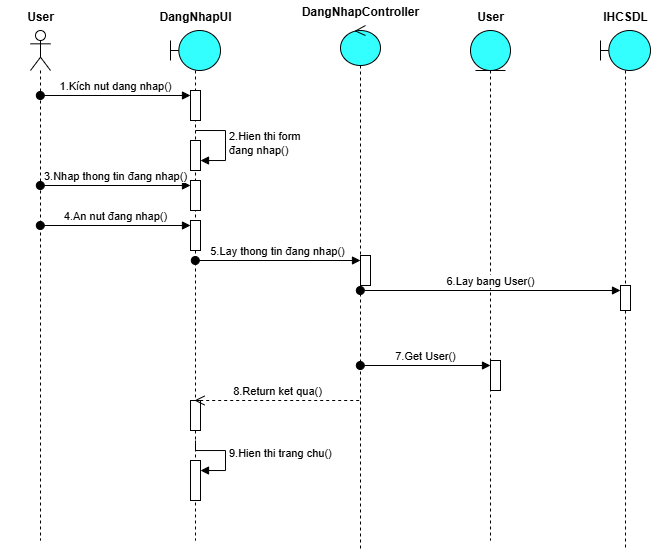 User
DangNhapUI
DangNhapController
User
IHCSDL
1.Kích nut dang nhap()
2.Hien thi form
đang nhap()
3.Nhap thong tin đang nhap()
4.An nut đang nhap()
5.Lay thong tin đang nhap()
6.Lay bang User()
7.Get User()
8.Return ket qua()
9.Hien thi trang chu()